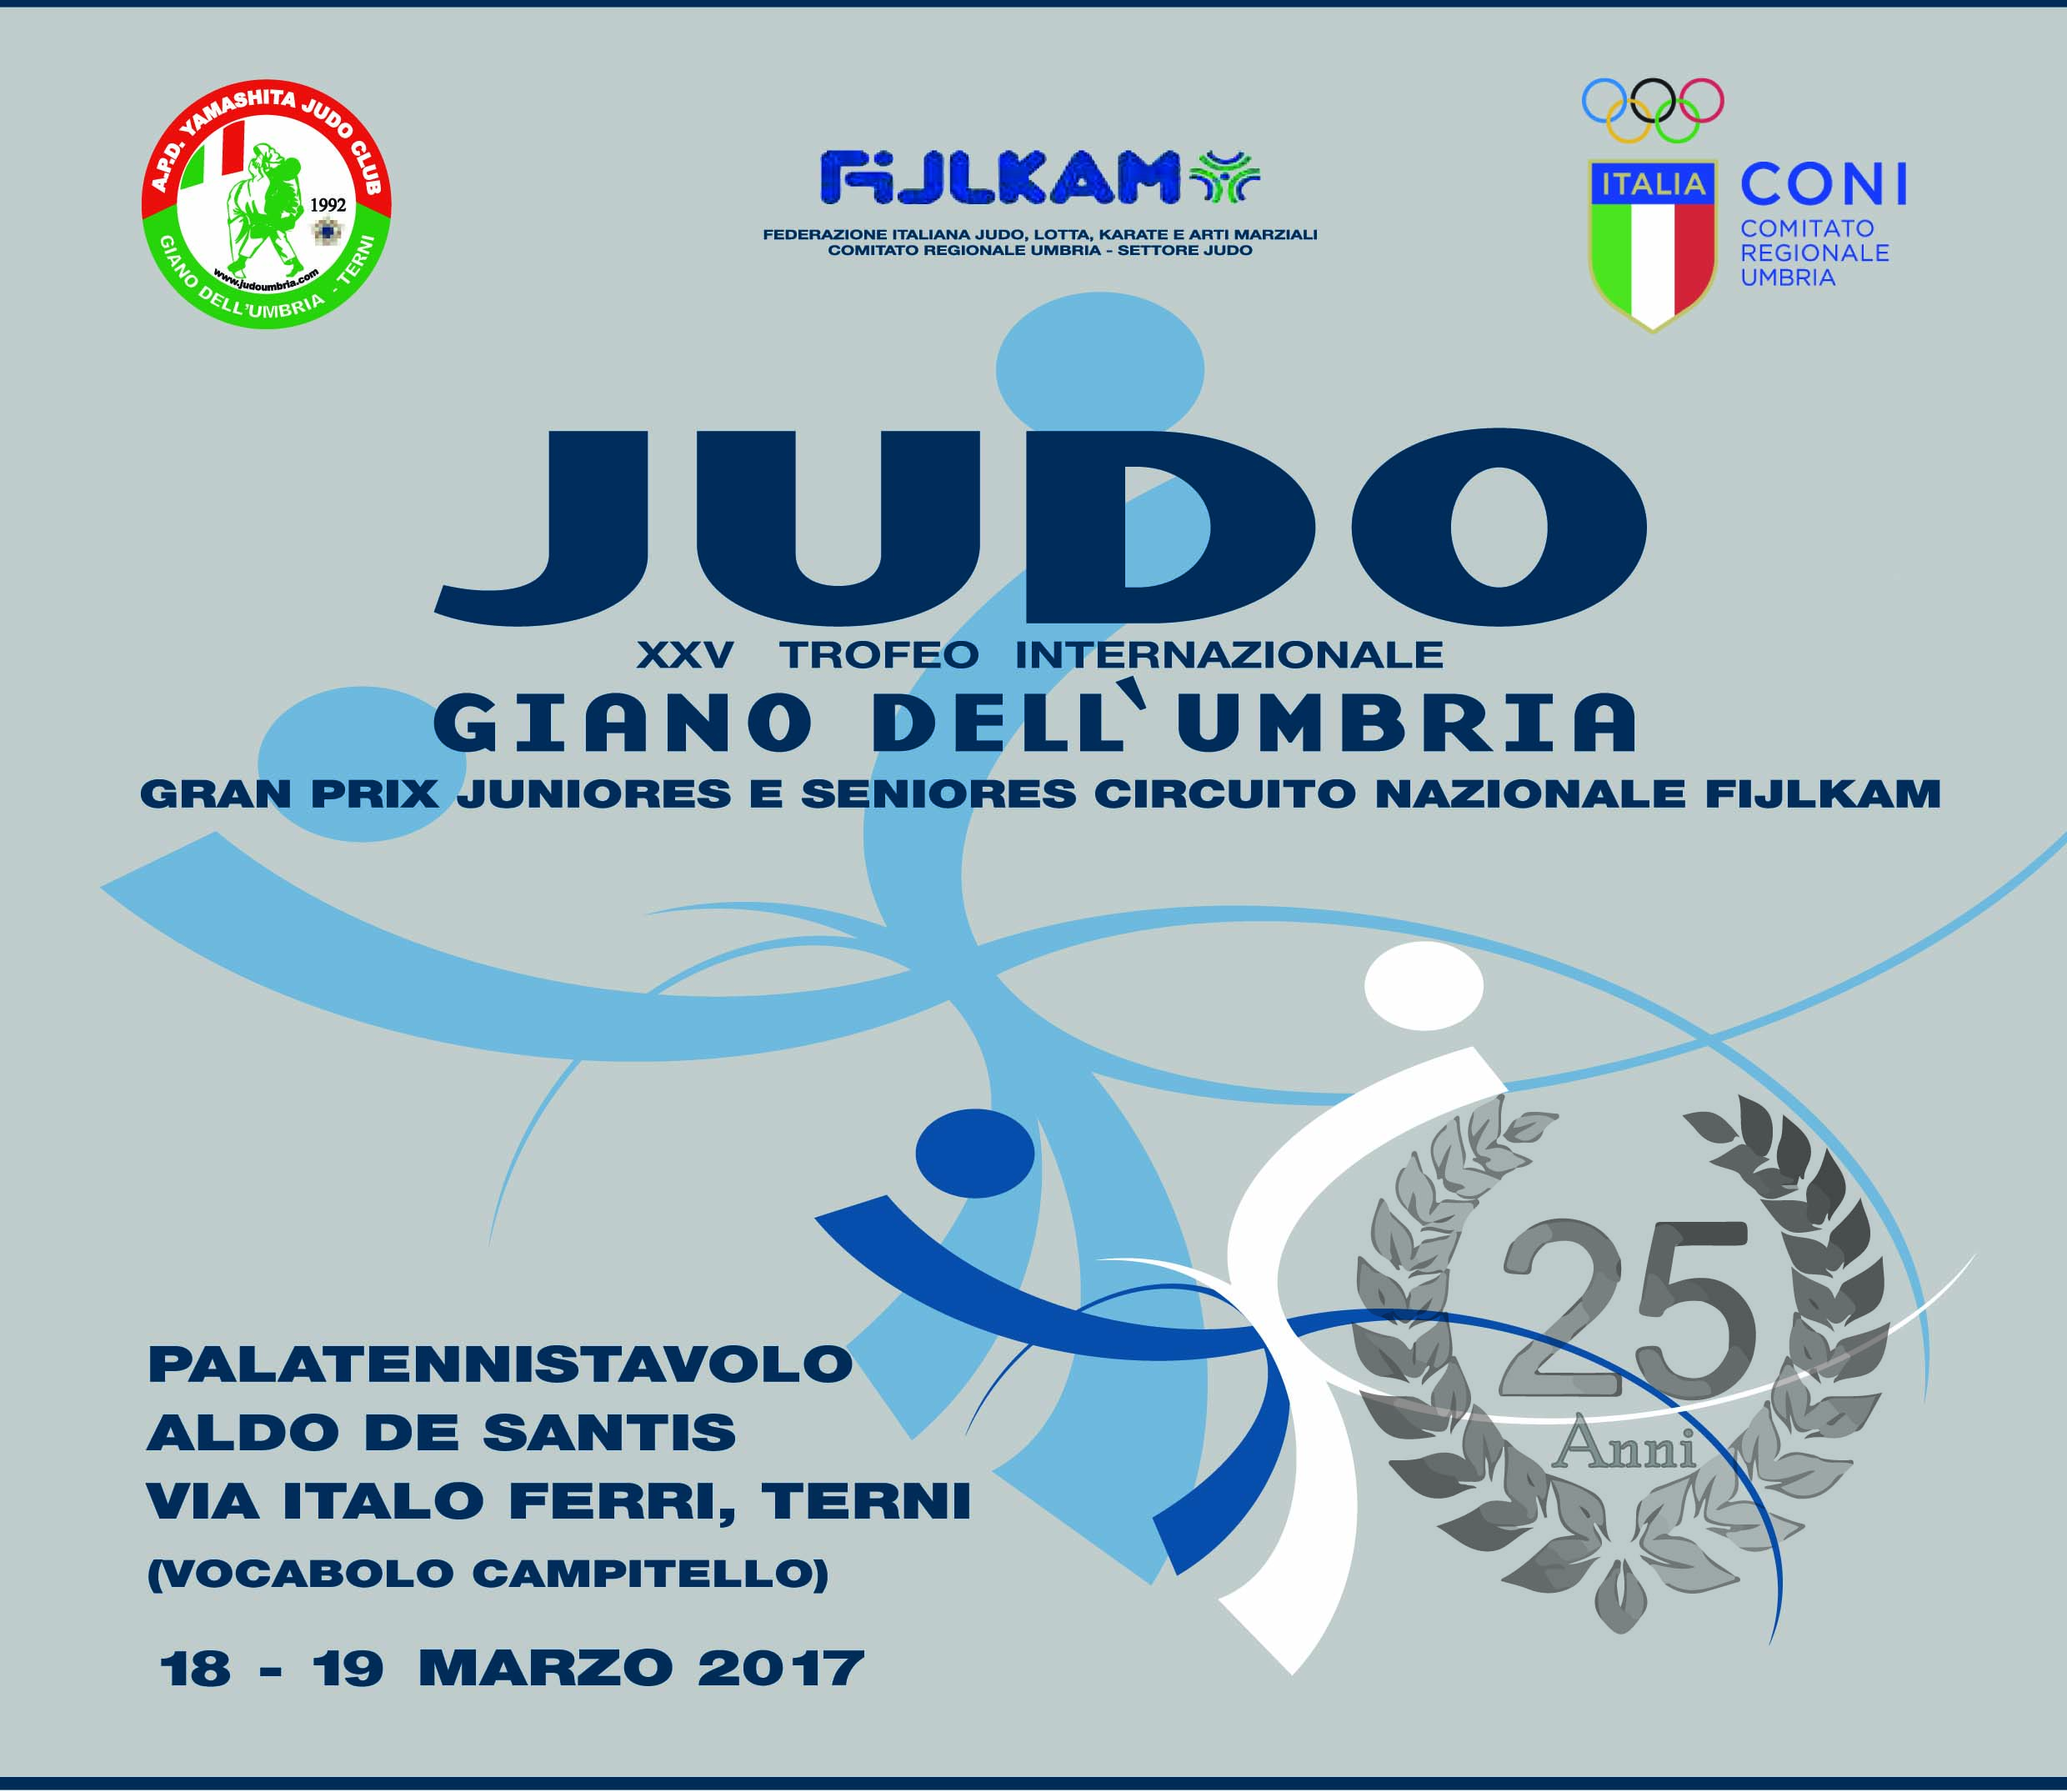 A.P.D. YAMASHITA JUDO CLUB
1992
www.judoumbria.com
GIANO DELL'UMBRIA - TERNI
FIJLKAM
FEDERAZIONE ITALIANA JUDO, LOTTA, KARATE E ARTI MARZIALI
COMITATO REGIONALE UMBRIA - SETTORE JUDO
ITALIA
CONI
COMITATO
REGIONALE
UMBRIA
JUDO
XXV TROFEO INTERNAZIONALE
GIANO DELL`UMBRIA
GRAN PRIX JUNIORES E SENIORES CIRCUITO NAZIONALE FIJLKAM
25
Anni
PALATENNISTAVOLO
ALDO DE SANTIS
VIA ITALO FERRI, TERNI
(VOCABOLO CAMPITELLO)
18 - 19 MARZO 2017